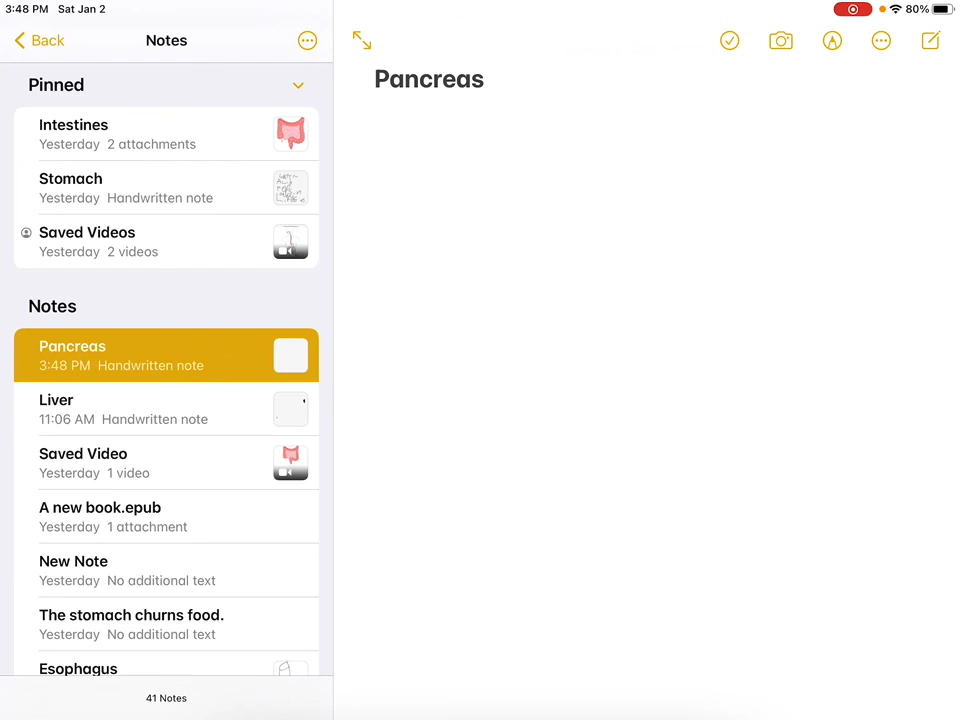 3:48 PM Sat Jan 2
80%
Back
Notes
Pinned
Intestines
Yesterday 2 attachments
Stomach
Yesterday Handwritten note
Saved Videos
Yesterday 2 videos
Notes
Pancreas
3:48 PM Handwritten note
Liver
11:06 AM Handwritten note
Saved Video
Yesterday 1 video
A new book.epub
Yesterday 1 attachment
New Note
Yesterday No additional text
The stomach churns food.
Yesterday No additional text
Esophagus
41 Notes
Pancreas